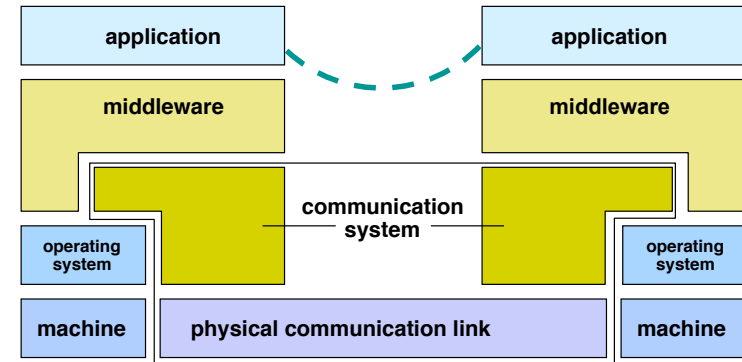 application
application
middleware
middleware
communication
system
operating
system
operating
system
machine
physical communication link
machine